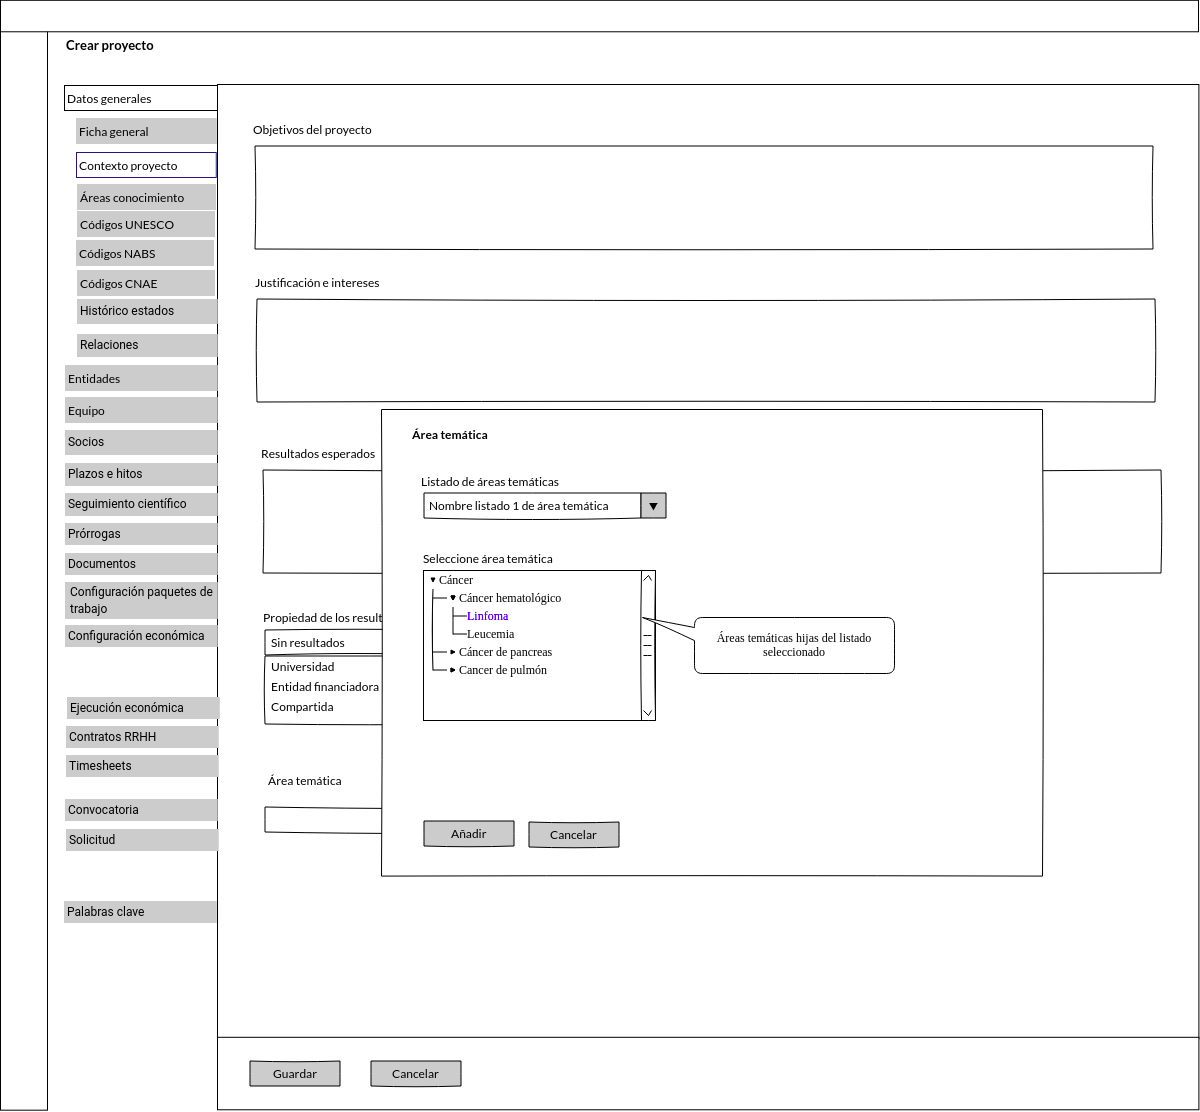 Crear proyecto
Datos generales
Ficha general
Contexto proyecto
Áreas conocimiento
Códigos UNESCO
Códigos NABS
Códigos CNAE
Histórico estados
Relaciones
Entidades
Equipo
Socios
Plazos e hitos
Seguimiento científico
Prórrogas
Documentos
Configuración paquetes de
trabajo
Configuración económica
Ejecución económica
Contratos RRHH
Timesheets
Convocatoria
Solicitud
Palabras clave
Objetivos del proyecto
Justificación e intereses
Resultados esperados
Propiedad de los result
Sin resultados
Universidad
Entidad financiadora
Compartida
Área temática
Área temática
Listado de áreas temáticas
Nombre listado 1 de área temática
Seleccione área temática
Cáncer
Cáncer hematológico
Linfoma
Leucemia
Cáncer de pancreas
Cancer de pulmón
Áreas temáticas hijas del listado
seleccionado
Añadir
Cancelar
Guardar
Cancelar